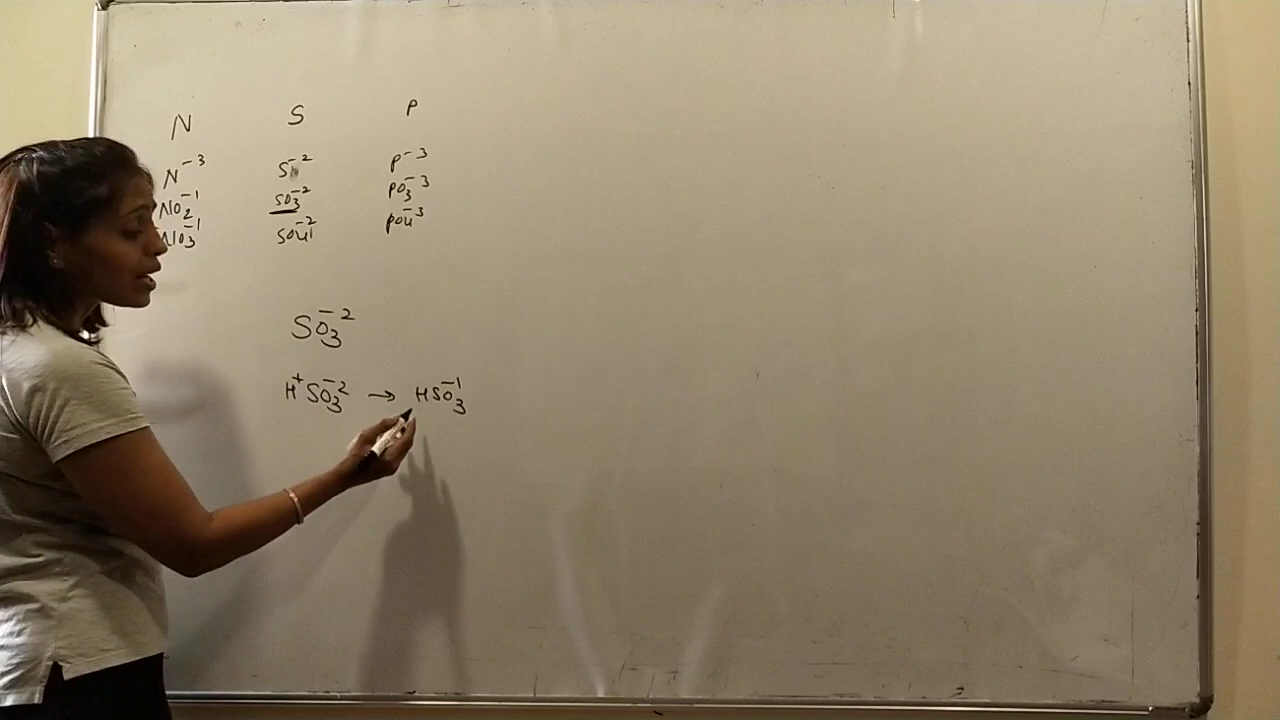 N S P
N⁻³ S⁻² P⁻³
NO₂⁻¹ SO₃⁻² PO₃⁻³
NO₃⁻¹ SO₄⁻² PO₄⁻³
SO₃⁻²
H⁺SO₃⁻² → HSO₃⁻¹